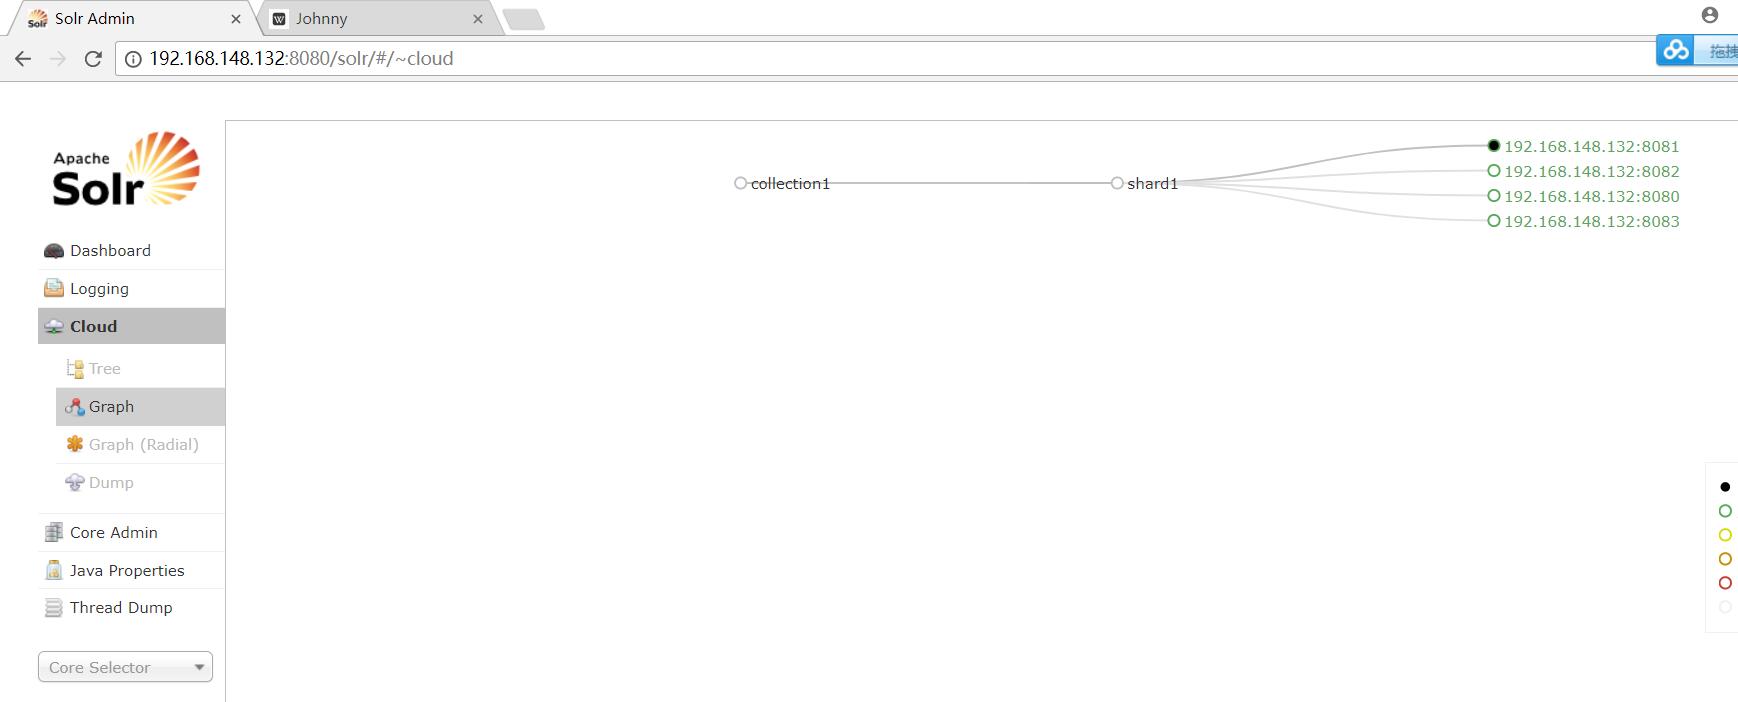 Solr Admin
Johnny
192.168.148.132:8080/solr/#/~cloud
拖拽
Apache
Solr
Dashboard
Logging
Cloud
Tree
Graph
Graph (Radial)
Dump
Core Admin
Java Properties
Thread Dump
Core Selector
collection1
shard1
192.168.148.132:8081
192.168.148.132:8082
192.168.148.132:8080
192.168.148.132:8083